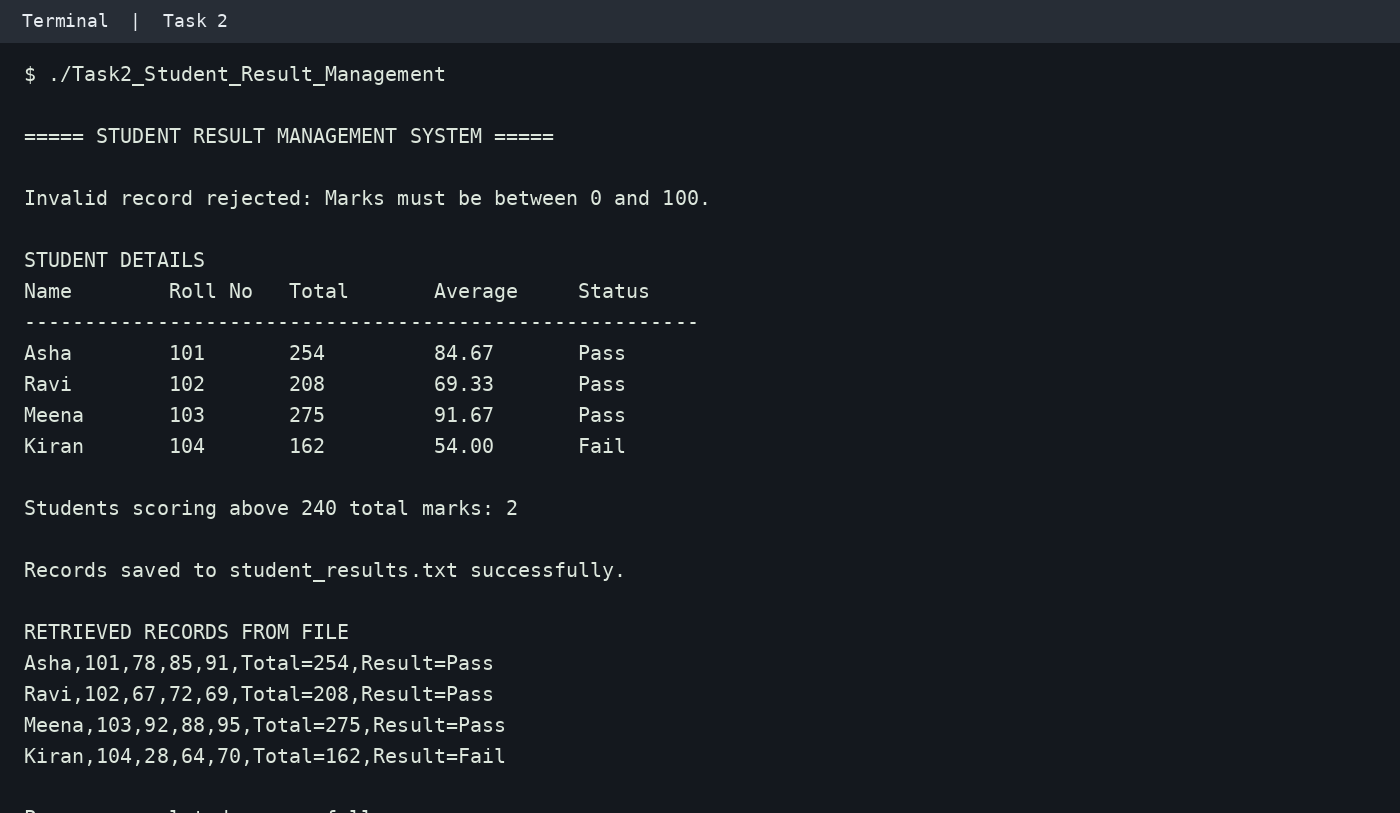 Terminal  |  Task 2
$ ./Task2_Student_Result_Management
===== STUDENT RESULT MANAGEMENT SYSTEM =====
Invalid record rejected: Marks must be between 0 and 100.
STUDENT DETAILS
Name        Roll No   Total       Average     Status
--------------------------------------------------------
Asha        101       254         84.67       Pass
Ravi        102       208         69.33       Pass
Meena       103       275         91.67       Pass
Kiran       104       162         54.00       Fail
Students scoring above 240 total marks: 2
Records saved to student_results.txt successfully.
RETRIEVED RECORDS FROM FILE
Asha,101,78,85,91,Total=254,Result=Pass
Ravi,102,67,72,69,Total=208,Result=Pass
Meena,103,92,88,95,Total=275,Result=Pass
Kiran,104,28,64,70,Total=162,Result=Fail